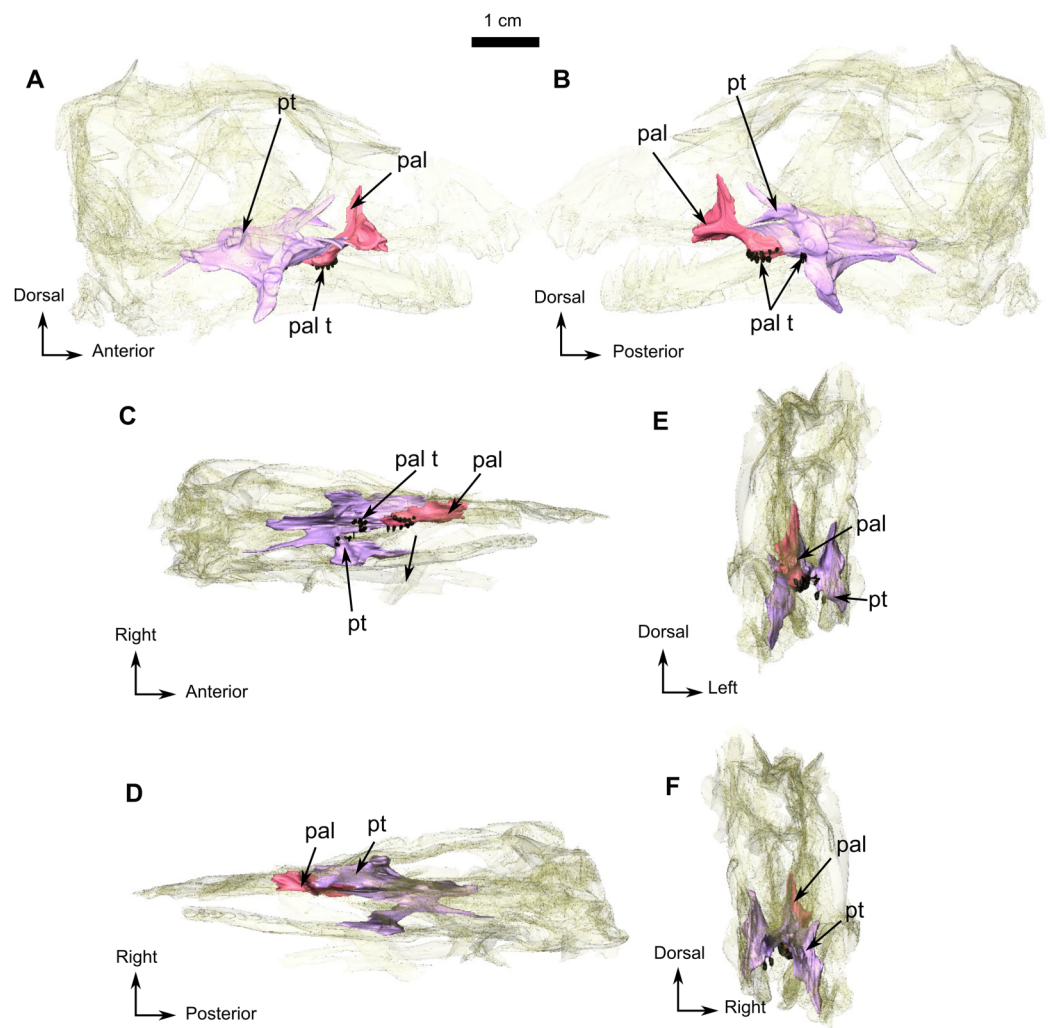 1 cm
A
pt
pal
pal t
Dorsal
Anterior
B
pt
pal
pal t
Dorsal
Posterior
C
pal t
pal
pt
Right
Anterior
E
pal
pt
Dorsal
Left
D
pal
pt
Right
Posterior
F
pal
pt
Dorsal
Right